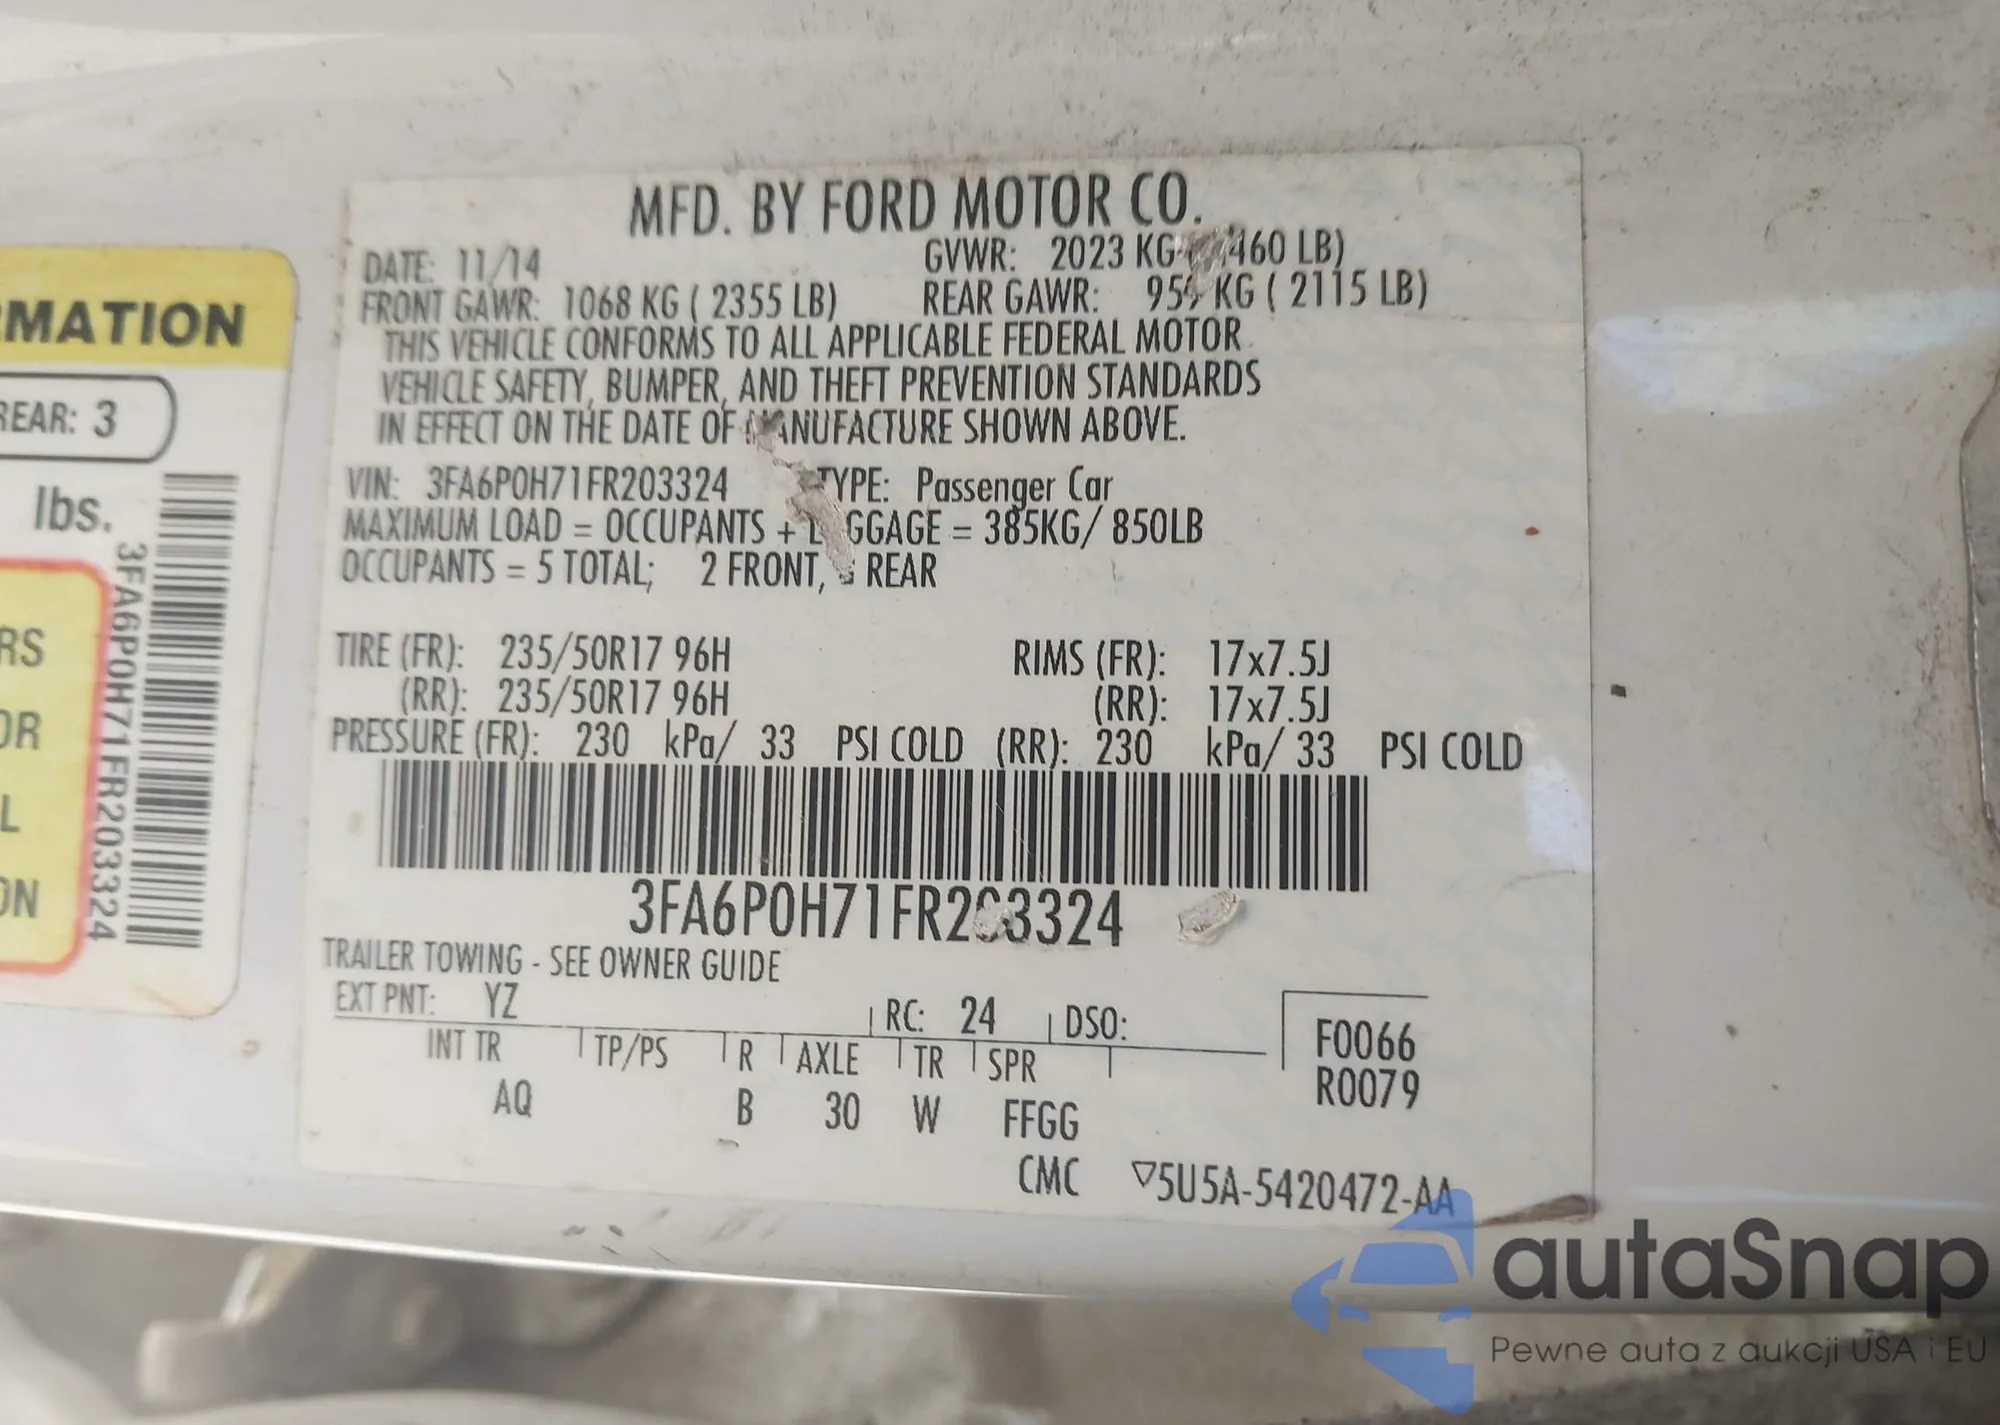 MFD. BY FORD MOTOR CO.
DATE: 11/14 GVWR: 2023 KG 460 LB)
FRONT GAWR: 1068 KG ( 2355 LB) REAR GAWR: KG ( 2115 LB)
THIS VEHICLE CONFORMS TO ALL APPLICABLE FEDERAL MOTOR
VEHICLE SAFETY, BUMPER, AND THEFT PREVENTION STANDARDS
IN EFFECT ON THE DATE OF MANUFACTURE SHOWN ABOVE.
VIN: 3FA6P0H71FR203324 TYPE: Passenger Car
MAXIMUM LOAD = OCCUPANTS + LUGGAGE = 385KG/ 850LB
OCCUPANTS = 5 TOTAL; 2 FRONT, REAR
TIRE (FR): 235/50R17 96H RIMS (FR): 17x7.5J
(RR): 235/50R17 96H (RR): 17x7.5J
PRESSURE (FR): 230 kPa/ 33 PSI COLD (RR): 230 kPa/ 33 PSI COLD
3FA6P0H71FR203324
TRAILER TOWING - SEE OWNER GUIDE
EXT PNT: YZ RC: 24 DSO:
INT TR TP/PS R AXLE TR SPR
AQ B 30 W FFGG
F0066
R0079
CMC ▽5U5A-5420472-AA
RMATION
REAR: 3
lbs.
RS
OR
L
ON
3FA6P0H71FR203324
autaSnap
Pewne auta z aukcji USA i EU